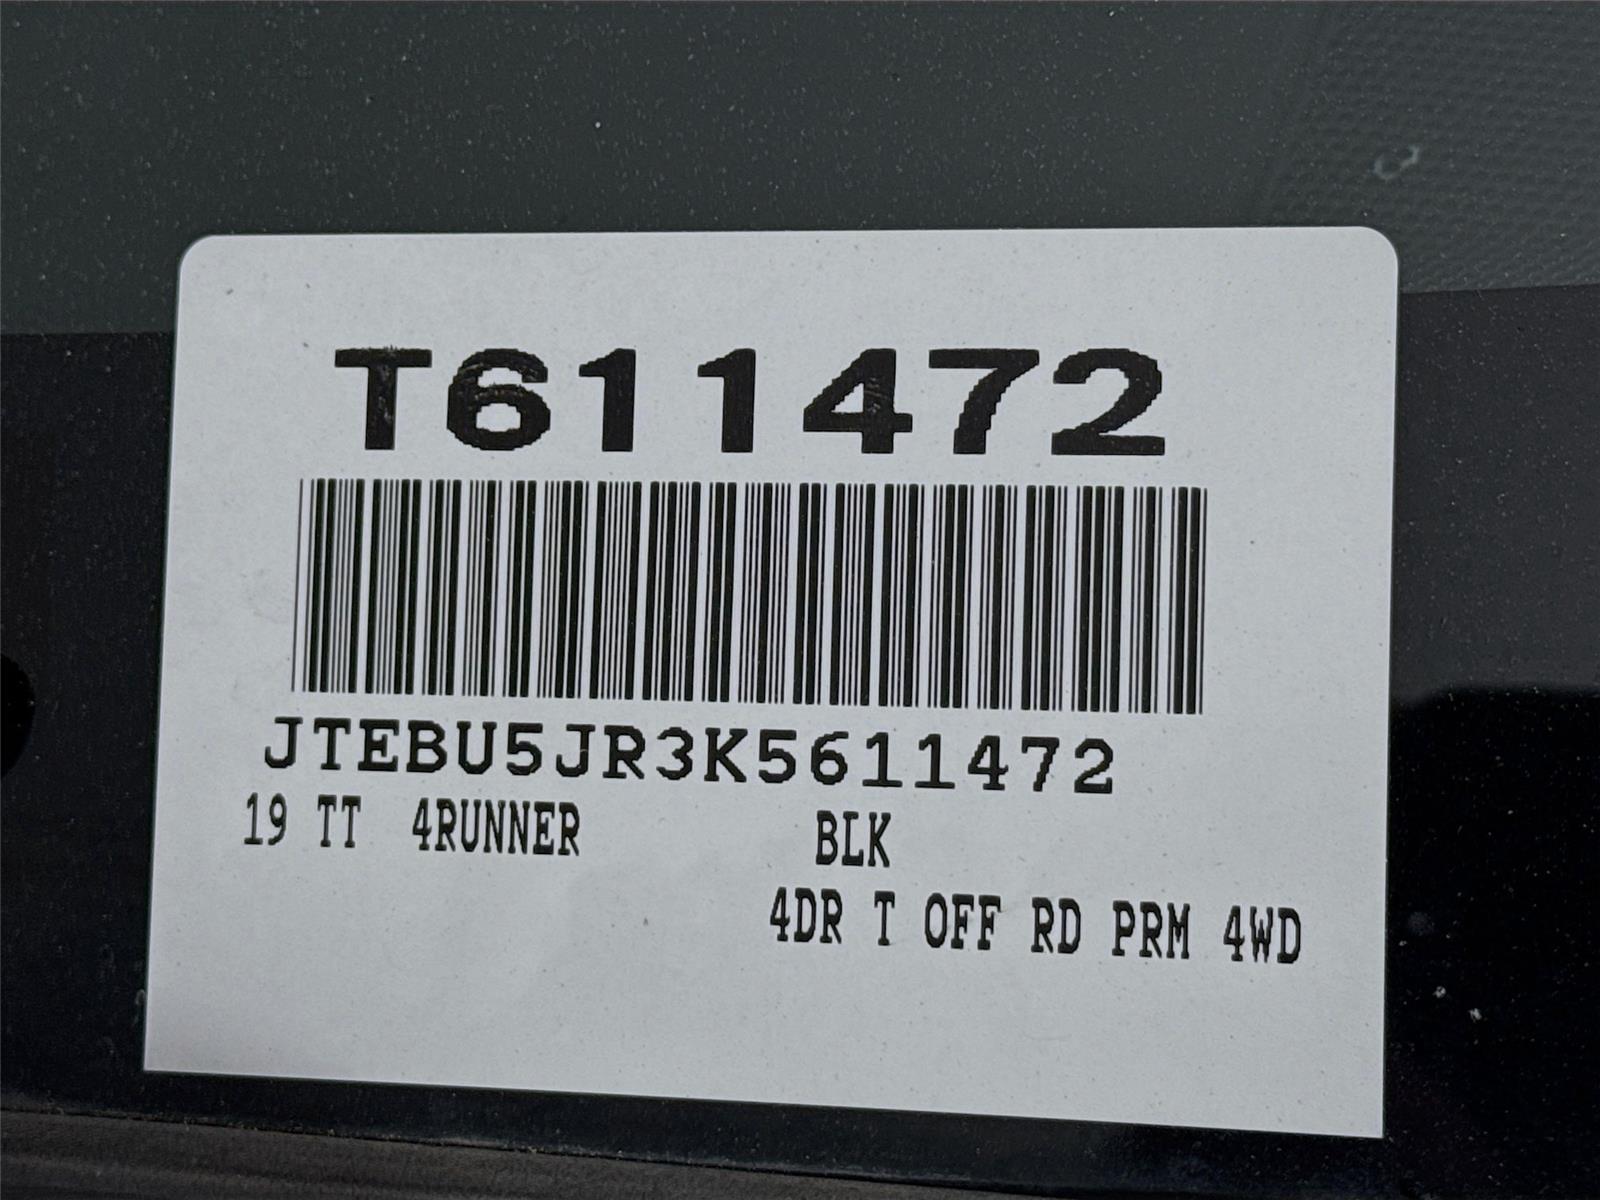 T611472
JTEBU5JR3K5611472
19 TT 4RUNNER BLK
4DR T OFF RD PRM 4WD